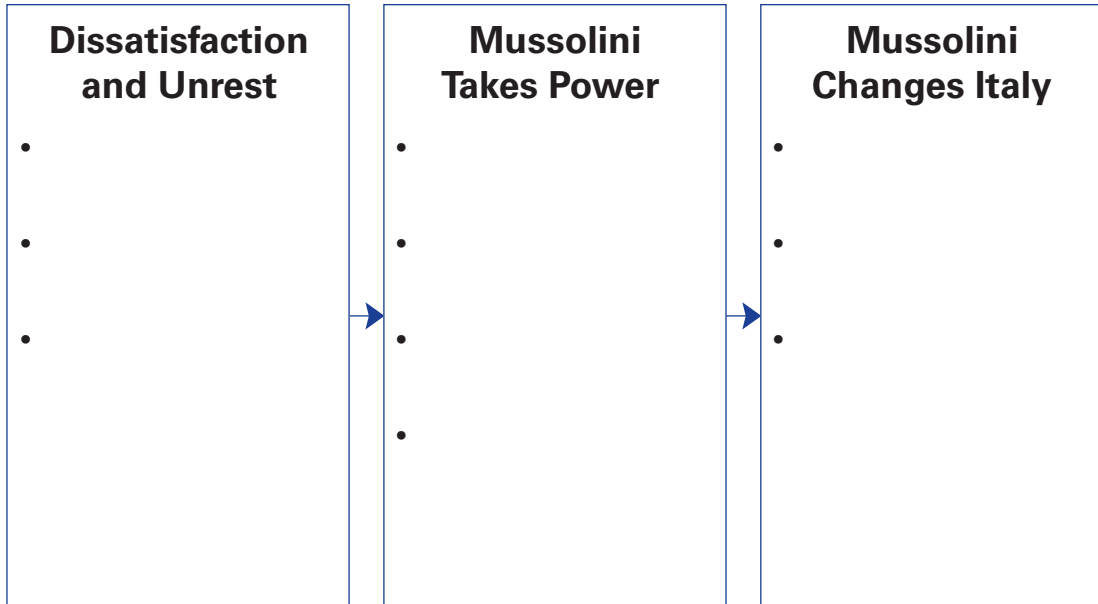 Dissatisfaction
and Unrest
•
•
•
Mussolini
Takes Power
•
•
•
•
Mussolini
Changes Italy
•
•
•